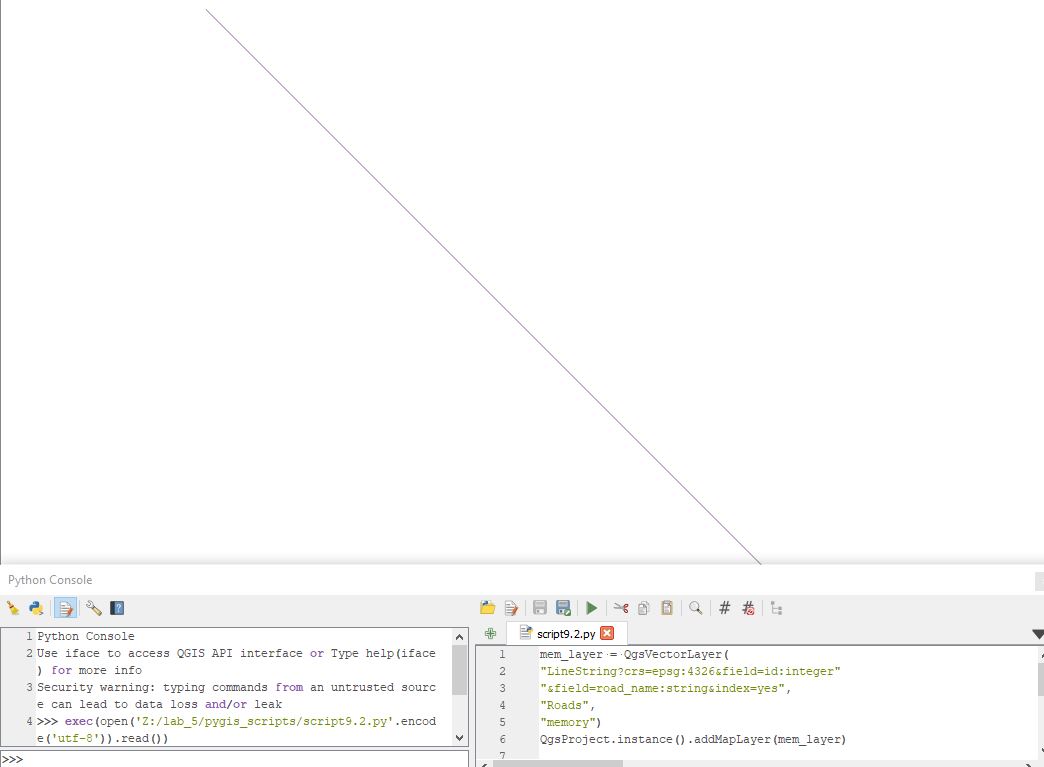 Python Console
script9.2.py
1 Python Console
2 Use iface to access QGIS API interface or Type help(iface
) for more info
3 Security warning: typing commands from an untrusted sourc
e can lead to data loss and/or leak
4 >>> exec(open('Z:/lab_5/pygis_scripts/script9.2.py'.encod
e('utf-8')).read())
>>>
1 mem_layer = QgsVectorLayer(
2 "LineString?crs=epsg:4326&field=id:integer"
3 "&field=road_name:string&index=yes",
4 "Roads",
5 "memory")
6 QgsProject.instance().addMapLayer(mem_layer)
7